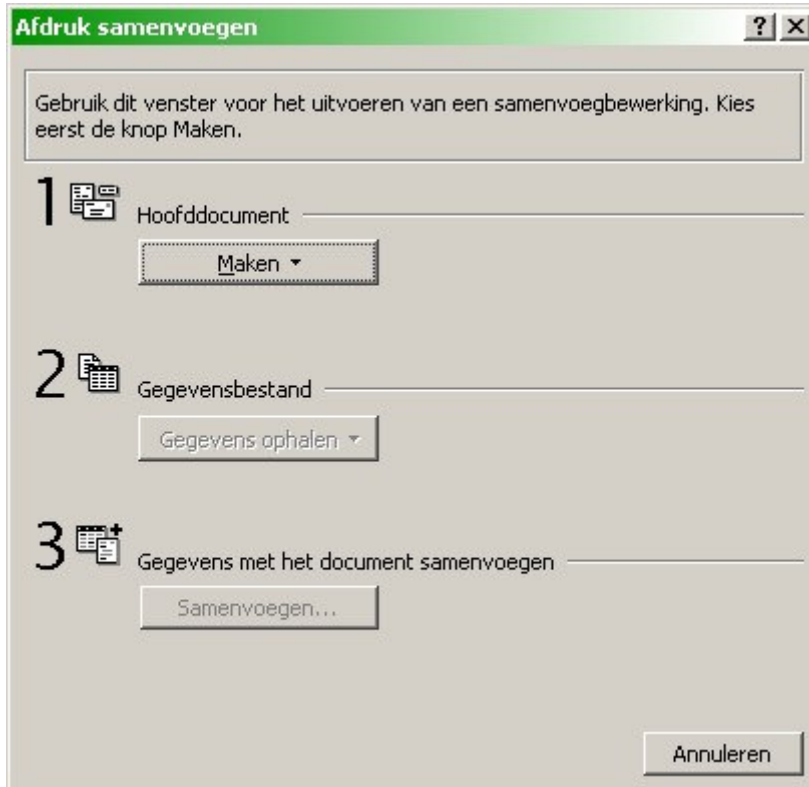 Afdruk samenvoegen
Gebruik dit venster voor het uitvoeren van een samenvoegbewerking. Kies
eerst de knop Maken.
1 Hoofddocument
Maken
2 Gegevensbestand
Gegevens ophalen
3 Gegevens met het document samenvoegen
Samenvoegen...
Annuleren